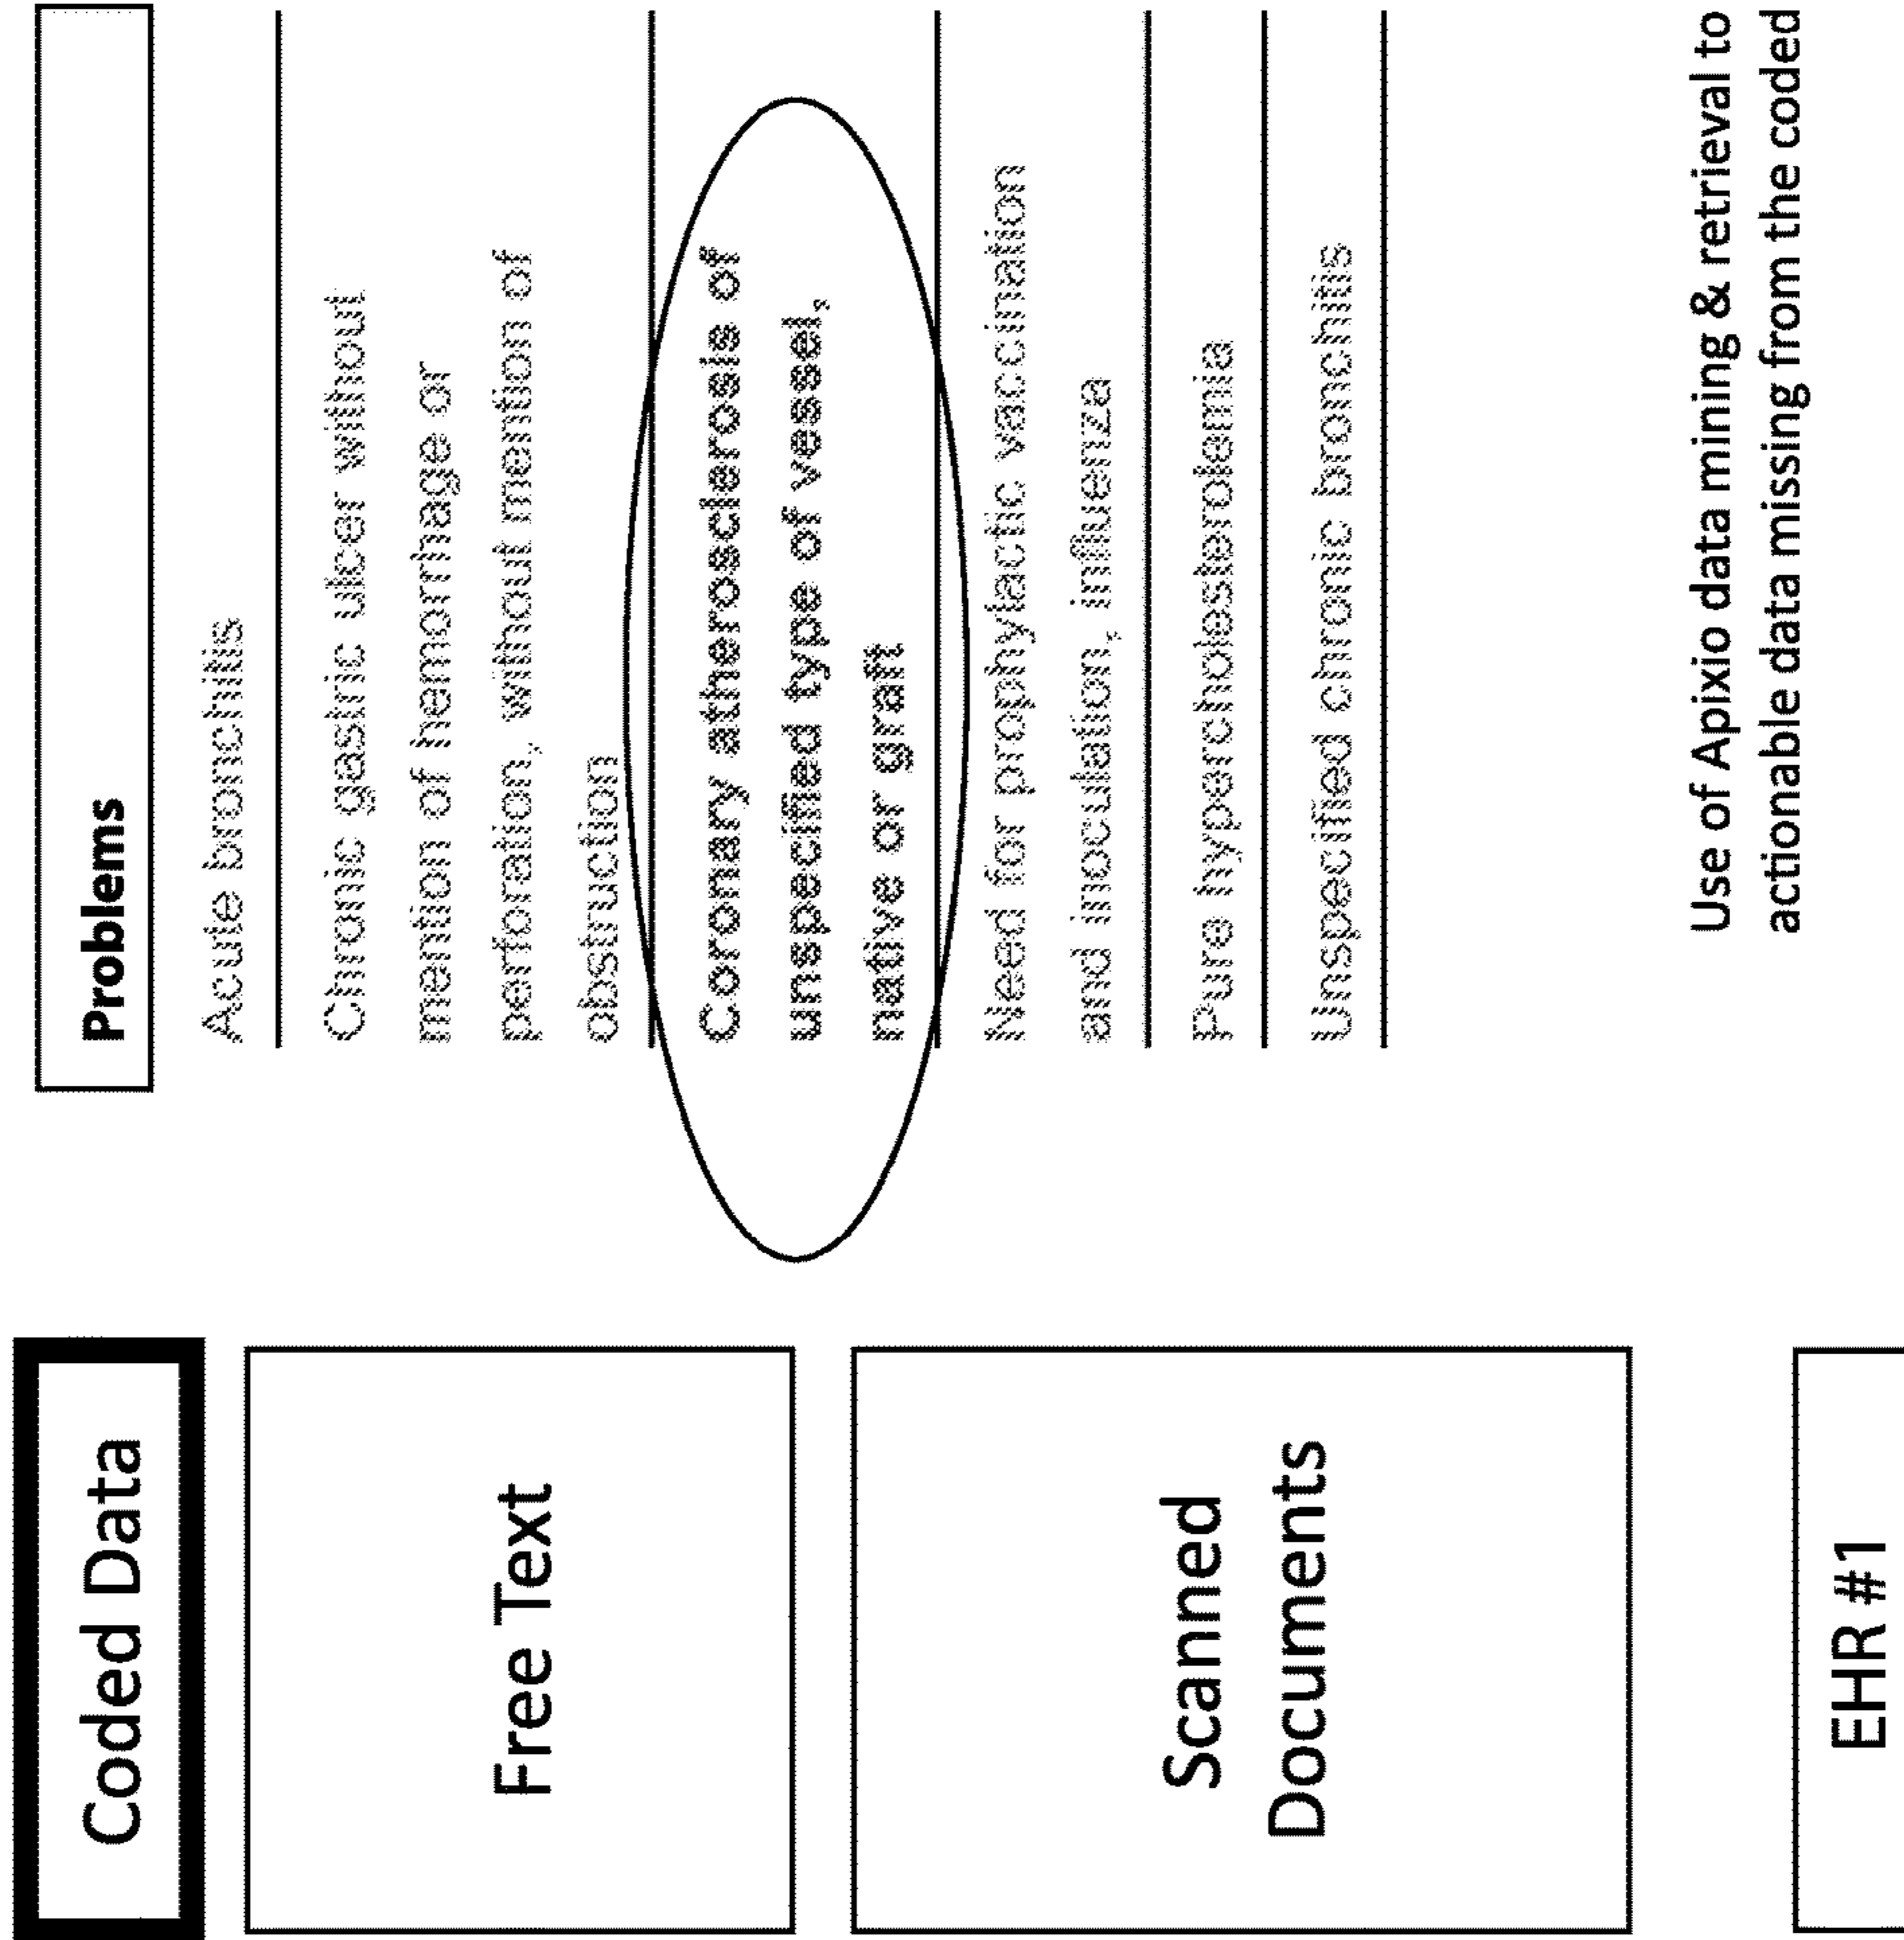 Coded Data
Free Text
Scanned
Documents
EHR #1
Problems
Acute bronchitis
Chronic gastric ulcer without
mention of hemorrhage or
perforation, without mention of
obstruction
Coronary atherosclerosis of
unspecified type of vessel,
native or graft
Need for prophylactic vaccination
and inoculation, influenza
Pure hypercholesterolemia
Unspecified chronic bronchitis
Use of Apixio data mining & retrieval to
actionable data missing from the coded